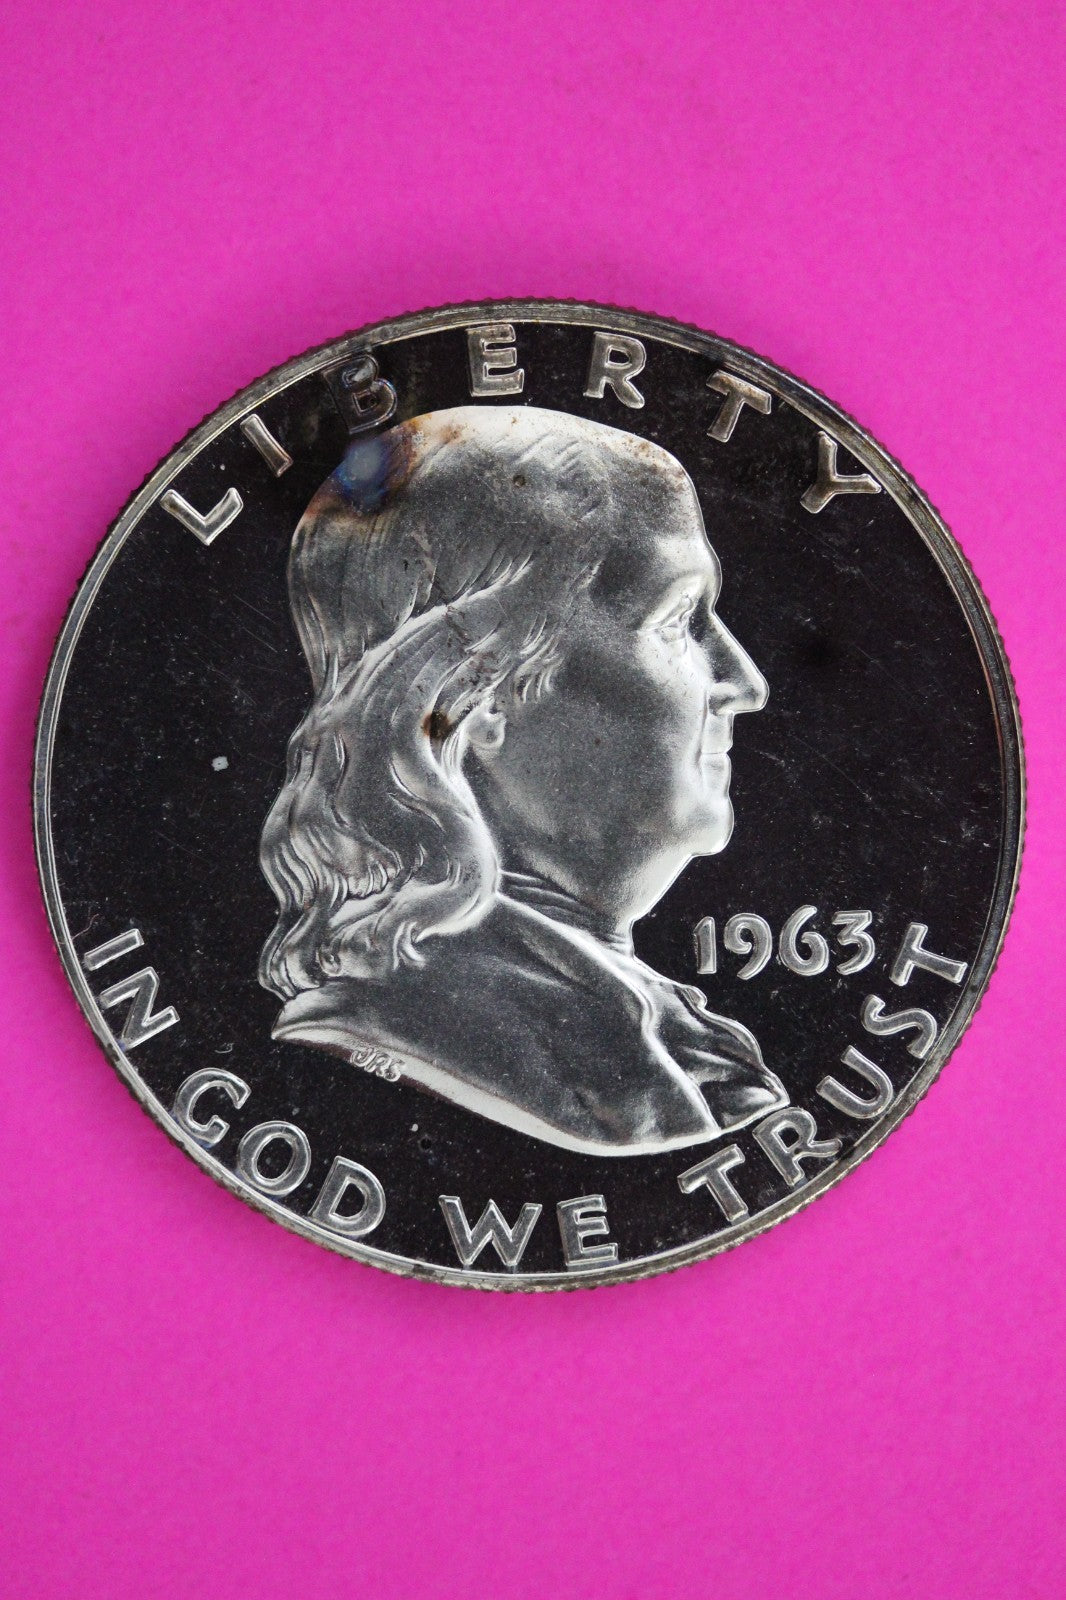 LIBERTY
1963
JRS
IN GOD WE TRUST